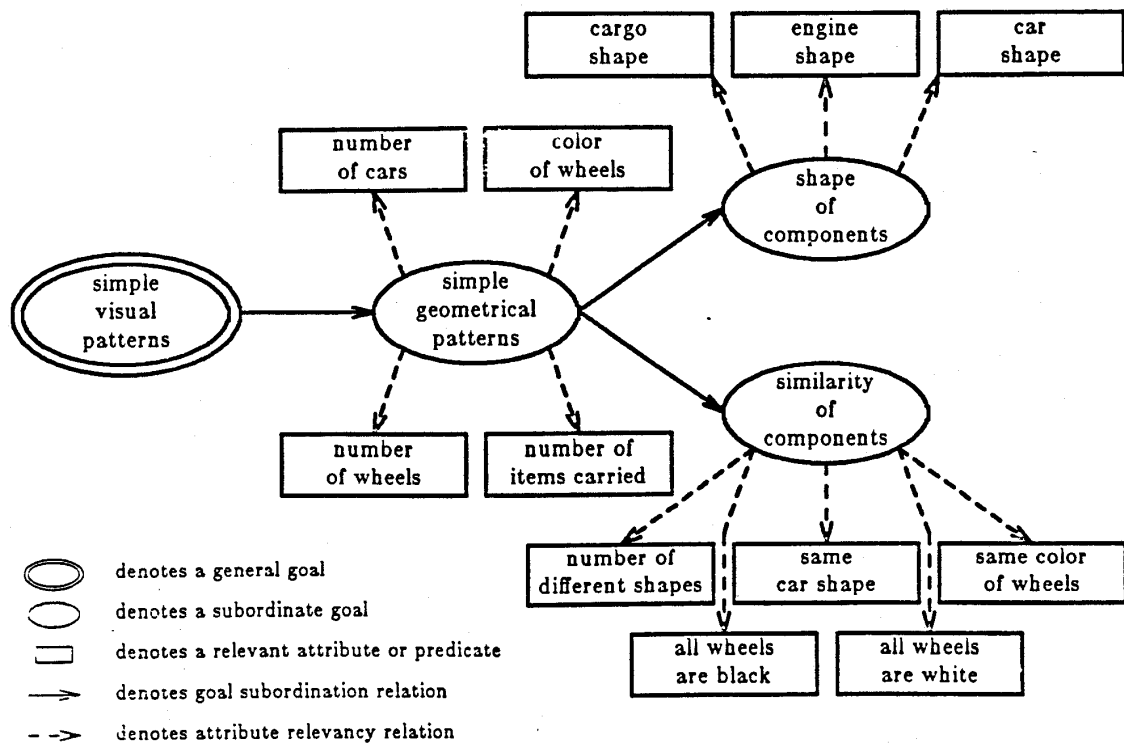 cargo
shape
engine
shape
car
shape
number
of cars
color
of wheels
shape
of
components
simple
visual
patterns
simple
geometrical
patterns
similarity
of
components
number
of wheels
number of
items carried
number of
different shapes
same
car shape
same color
of wheels
all wheels
are black
all wheels
are white
denotes a general goal
denotes a subordinate goal
denotes a relevant attribute or predicate
denotes goal subordination relation
denotes attribute relevancy relation